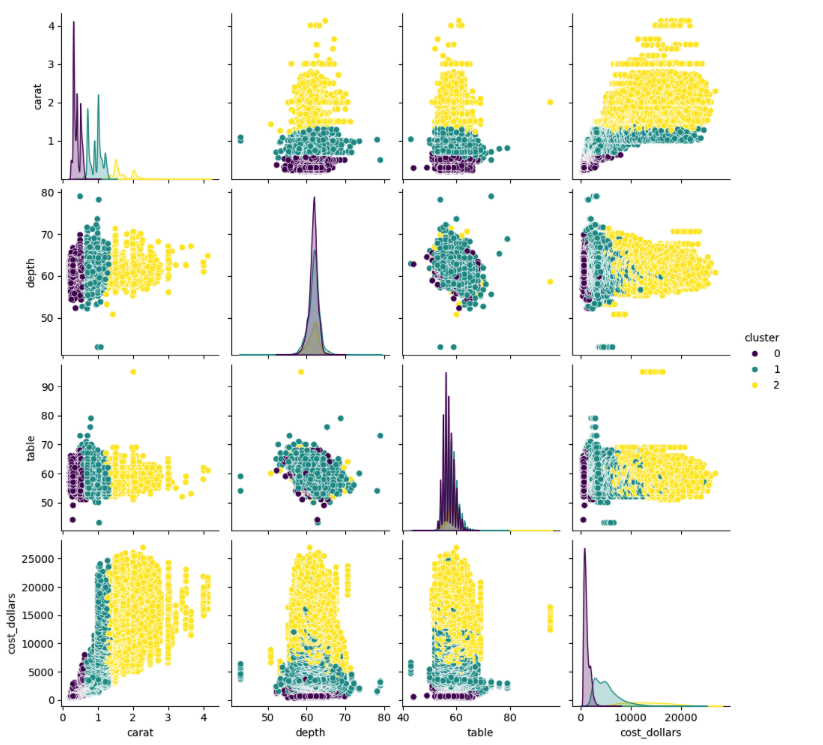 4
3
2
1
carat
80
70
60
50
depth
90
80
70
60
50
table
25000
20000
15000
10000
5000
0
cost_dollars
0 1 2 3 4
carat
50 60 70 80
depth
40 60 80
table
0 10000 20000
cost_dollars
cluster
0
1
2